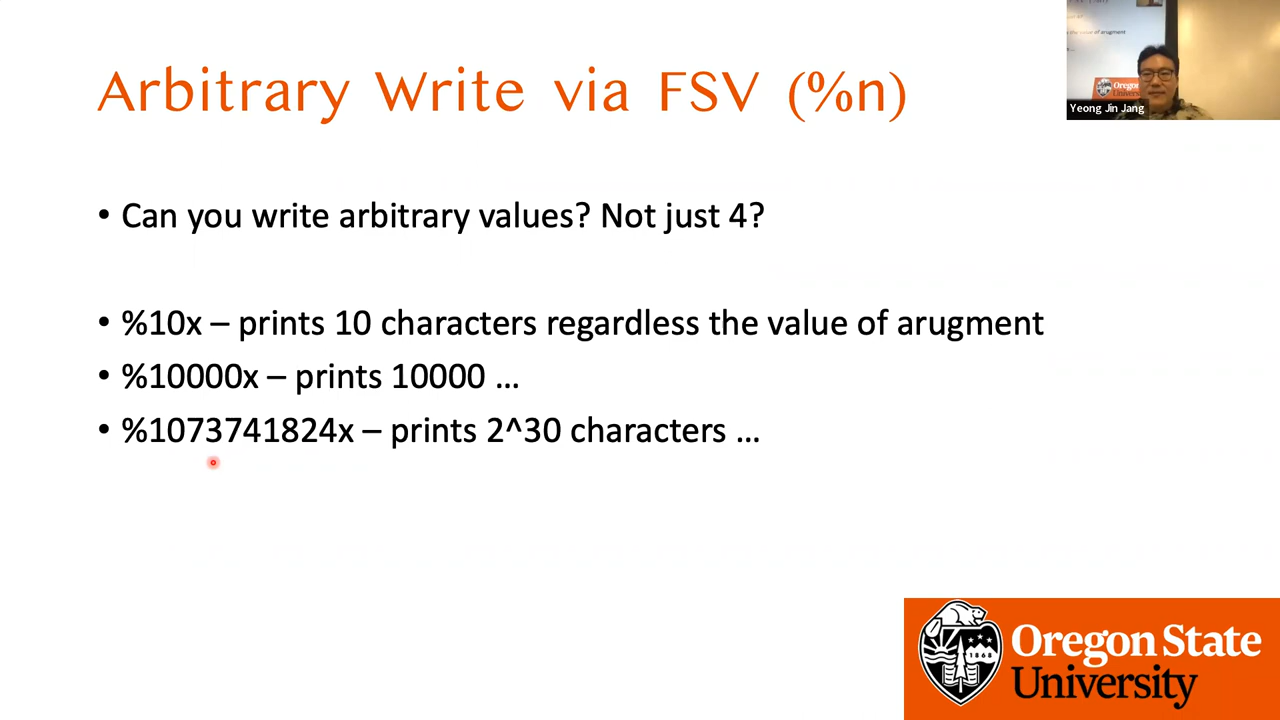 Arbitrary Write via FSV (%n)
• Can you write arbitrary values? Not just 4?
• %10x – prints 10 characters regardless the value of arugment
• %10000x – prints 10000 …
• %1073741824x – prints 2^30 characters …
Yeong Jin Jang
Oregon State
University
1868